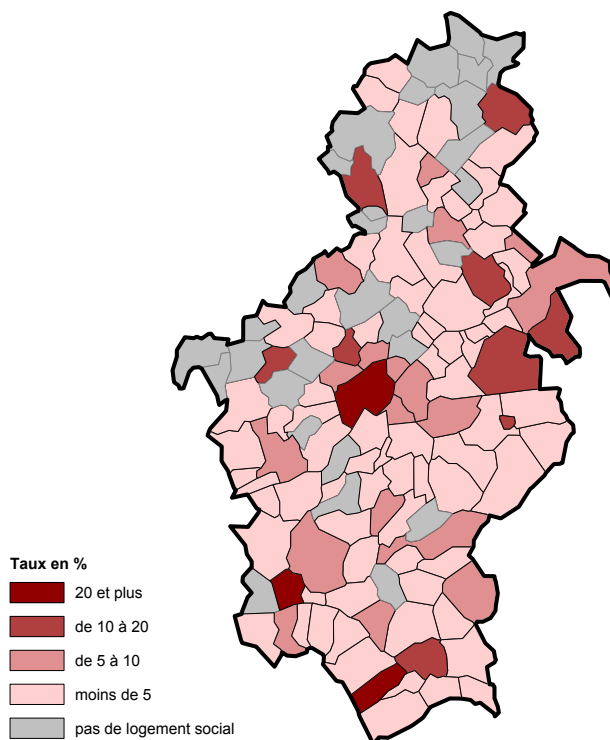 Taux en %
20 et plus
de 10 à 20
de 5 à 10
moins de 5
pas de logement social